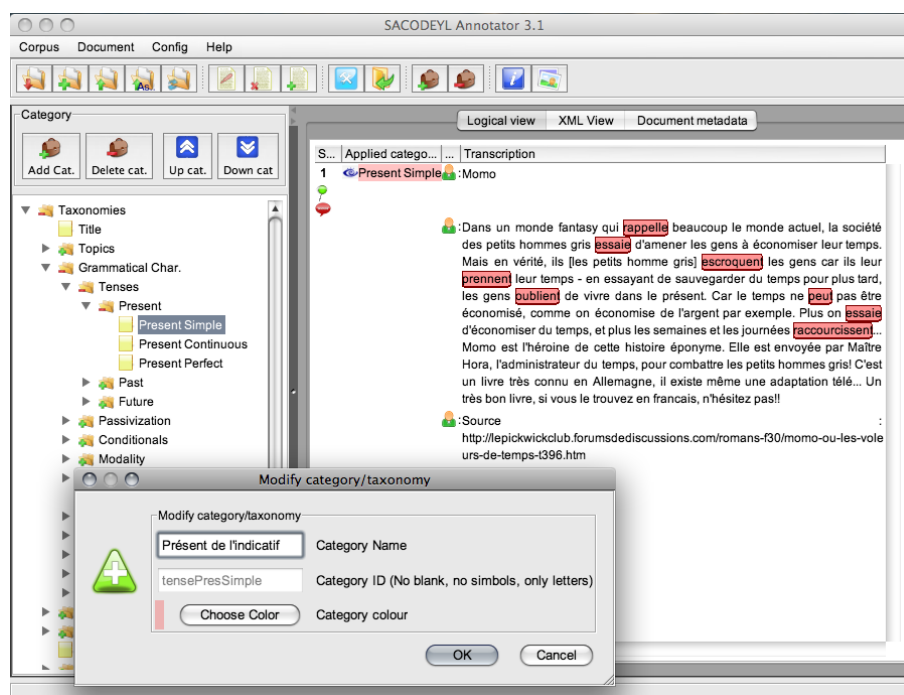 SACODEYL Annotator 3.1
Corpus Document Config Help
As.
Category
Add Cat. Delete cat. Up cat. Down cat
Taxonomies
Title
Topics
Grammatical Char.
Tenses
Present
Present Simple
Present Continuous
Present Perfect
Past
Future
Passivization
Conditionals
Modality
Logical view XML View Document metadata
S... Applied catego... ... Transcription
1 Present Simple :Momo
:Dans un monde fantasy qui rappelle beaucoup le monde actuel, la société
des petits hommes gris essaie d'amener les gens à économiser leur temps.
Mais en vérité, ils [les petits homme gris] escroquent les gens car ils leur
prennent leur temps - en essayant de sauvegarder du temps pour plus tard,
les gens oublient de vivre dans le présent. Car le temps ne peut pas être
économisé, comme on économise de l'argent par exemple. Plus on essaie
d'économiser du temps, et plus les semaines et les journées raccourcissent...
Momo est l'héroine de cette histoire éponyme. Elle est envoyée par Maître
Hora, l'administrateur du temps, pour combattre les petits hommes gris! C'est
un livre très connu en Allemagne, il existe même une adaptation télé... Un
très bon livre, si vous le trouvez en francais, n'hésitez pas!!
:Source :
http://lepickwickclub.forumsdediscussions.com/romans-f30/momo-ou-les-vole
urs-de-temps-t396.htm
Modify category/taxonomy
Modify category/taxonomy
Présent de l'indicatif Category Name
tensePresSimple Category ID (No blank, no simbols, only letters)
Choose Color Category colour
OK Cancel